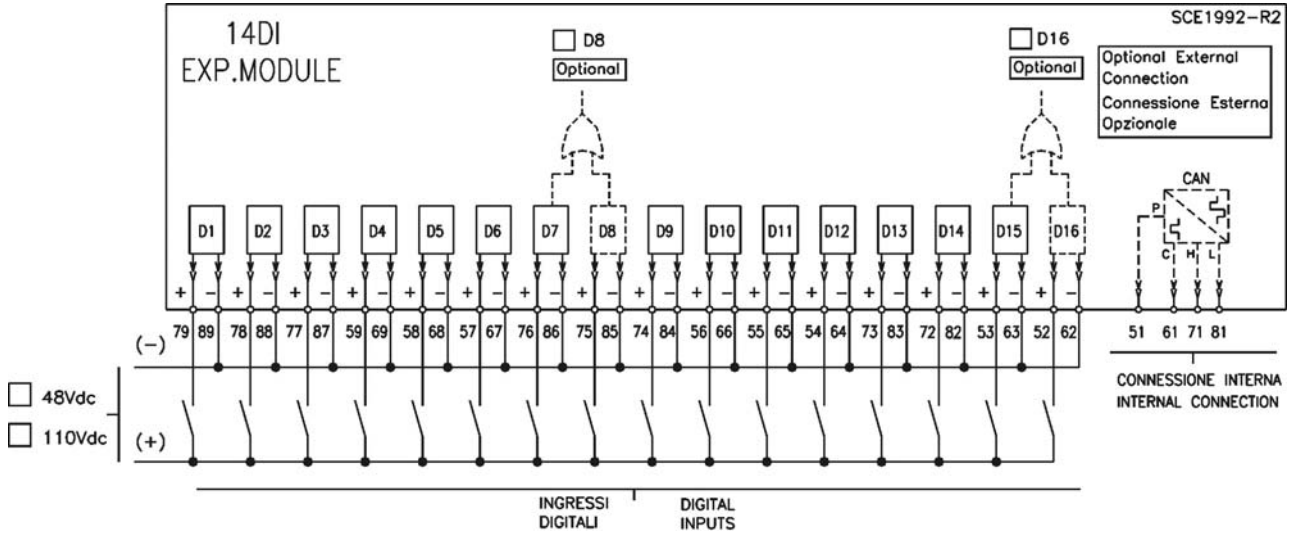 SCE1992-R2
14DI
EXP.MODULE
D8
Optional
D16
Optional
Optional External
Connection
Connessione Esterna
Opzionale
CAN
P
C H L
D1 D2 D3 D4 D5 D6 D7 D8 D9 D10 D11 D12 D13 D14 D15 D16
+ − + − + − + − + − + − + − + − + − + − + − + − + − + − + − + −
79 89 78 88 77 87 59 69 58 68 57 67 76 86 75 85 74 84 56 66 55 65 54 64 73 83 72 82 53 63 52 62 51 61 71 81
(−)
CONNESSIONE INTERNA
INTERNAL CONNECTION
48Vdc
110Vdc
(+)
INGRESSI
DIGITALI
DIGITAL
INPUTS